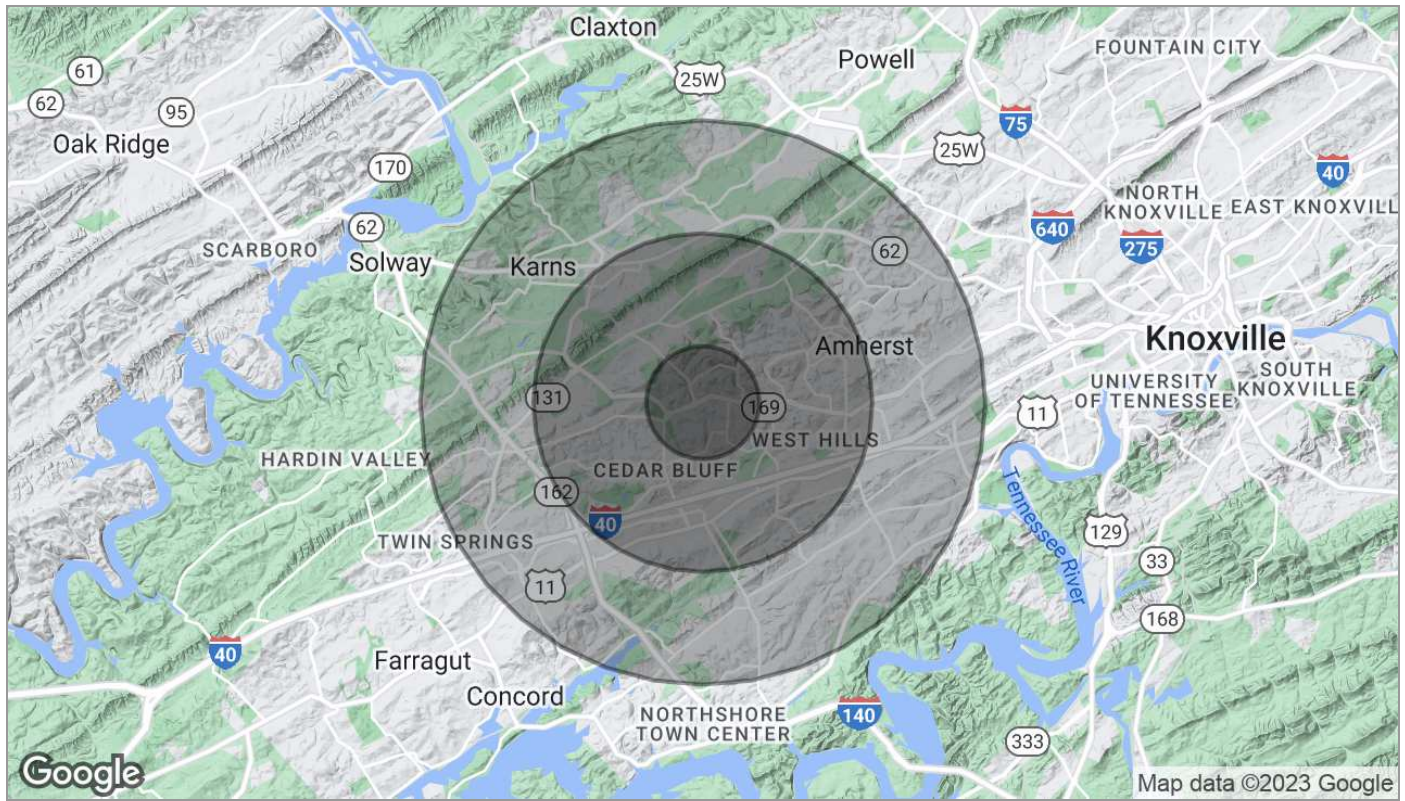 Claxton
Powell
FOUNTAIN CITY
61
25W
62
95
75
Oak Ridge
25W
170
40
NORTH
KNOXVILLE
EAST KNOXVILL
62
640
275
SCARBORO
62
Solway
Karns
Knoxville
Amherst
SOUTH
KNOXVILLE
UNIVERSITY
OF TENNESSEE
131
169
11
WEST HILLS
HARDIN VALLEY
CEDAR BLUFF
162
40
Tennessee River
129
TWIN SPRINGS
33
11
168
40
Farragut
Concord
NORTHSHORE
TOWN CENTER
140
333
Google
Map data ©2023 Google